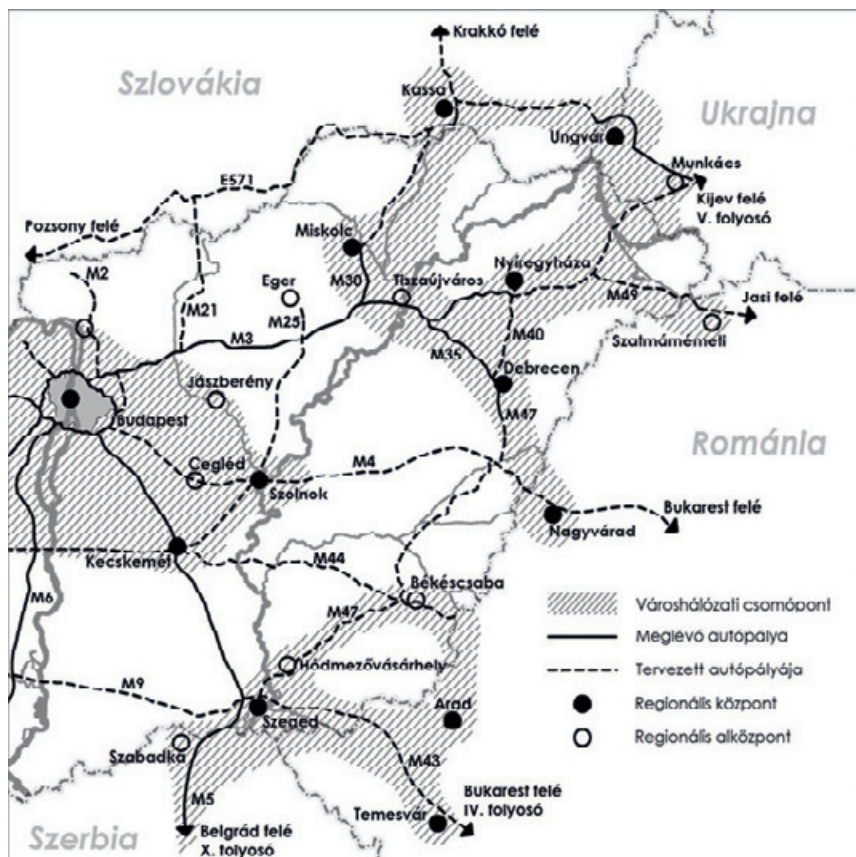 Krakkó felé
Szlovákia
Kassa
Ukrajna
Ungvár
Munkács
E571
Kijev felé
V. folyosó
Pozsony felé
Miskolc
M2
Eger
M30
Tiszaújváros
Nyíregyháza
M21
M25
M49
Jasi felé
M3
M40
Szatmárnémeti
M35
Jászberény
Debrecen
Budapest
M47
Románia
Cegléd
M4
Szolnok
Bukarest felé
Nagyvárad
Kecskemét
M44
Békéscsaba
M6
M47
Városhálózati csomópont
Meglévő autópálya
Hódmezővásárhely
Tervezett autópályája
M9
Regionális központ
Szeged
Arad
Regionális alközpont
Szabadka
M43
M5
Bukarest felé
IV. folyosó
Temesvár
Szerbia
Belgrád felé
X. folyosó